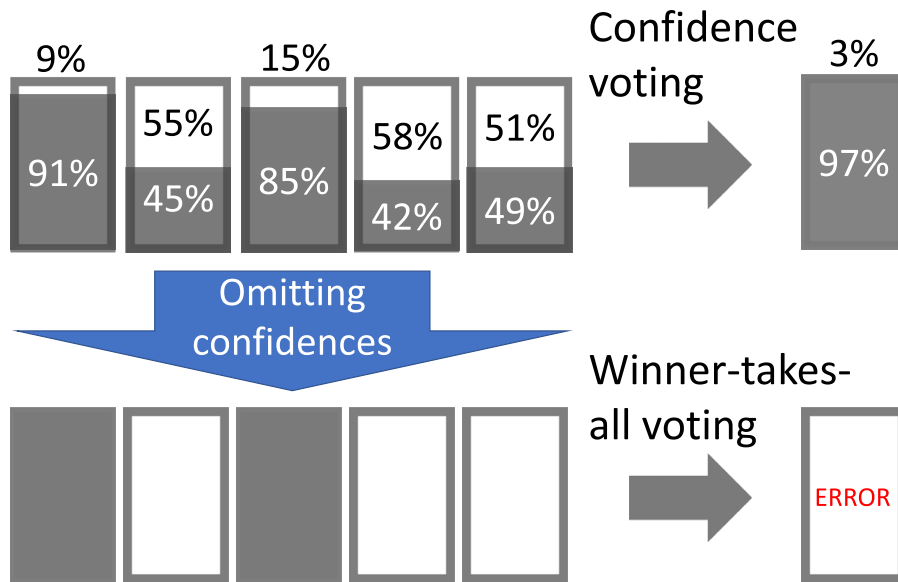 Confidence
voting
9%
15%
3%
55%
58%
51%
91%
45%
85%
42%
49%
97%
Omitting
confidences
Winner-takes-
all voting
ERROR